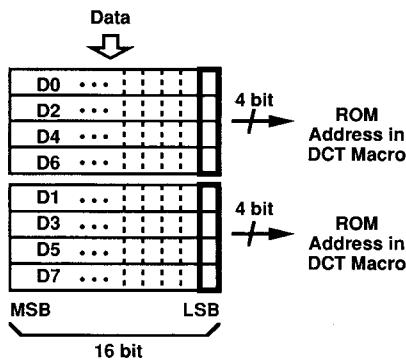 Data
D0 ...
D2 ...
D4 ...
D6 ...
4 bit
ROM
Address in
DCT Macro
D1 ...
D3 ...
D5 ...
D7 ...
4 bit
ROM
Address in
DCT Macro
MSB
LSB
16 bit